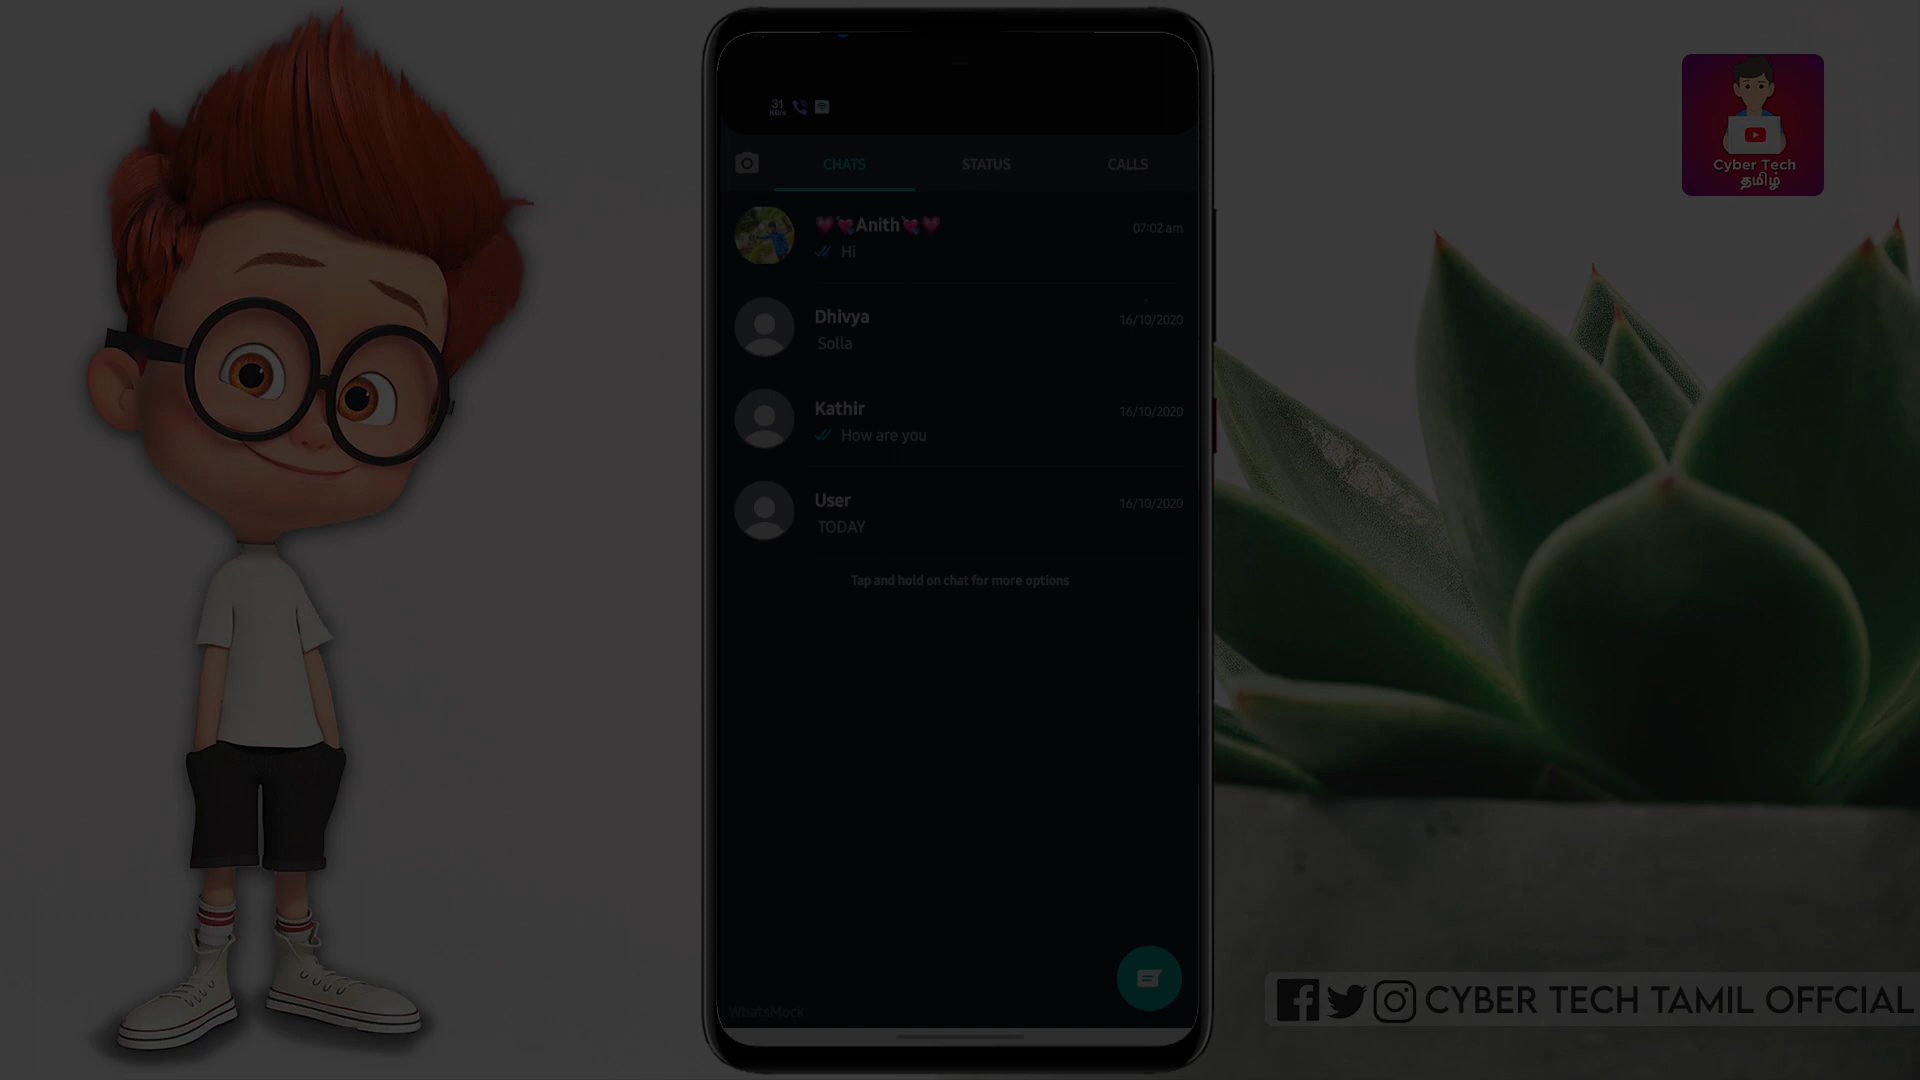 31
KB/s
CHATS STATUS CALLS
💗💘Anith💘💗 07:02 am
Hi
Dhivya 16/10/2020
Solla
Kathir 16/10/2020
How are you
User 16/10/2020
TODAY
Tap and hold on chat for more options
WhatsMock
Cyber Tech
தமிழ்
CYBER TECH TAMIL OFFCIAL